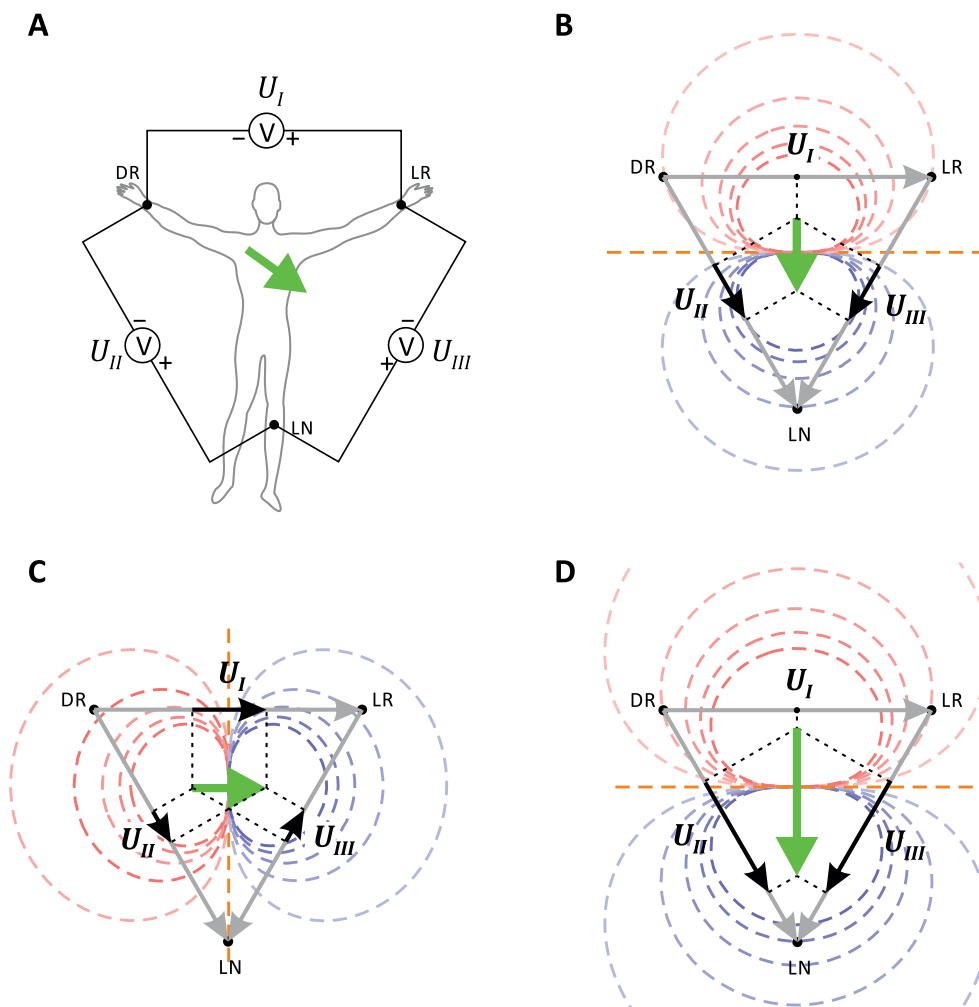 A
U_I
− V +
DR
LR
−
U_II V +
−
+ V U_III
LN
B
U_I
DR
LR
U_II
U_III
LN
C
U_I
DR
LR
U_II
U_III
LN
D
U_I
DR
LR
U_II
U_III
LN